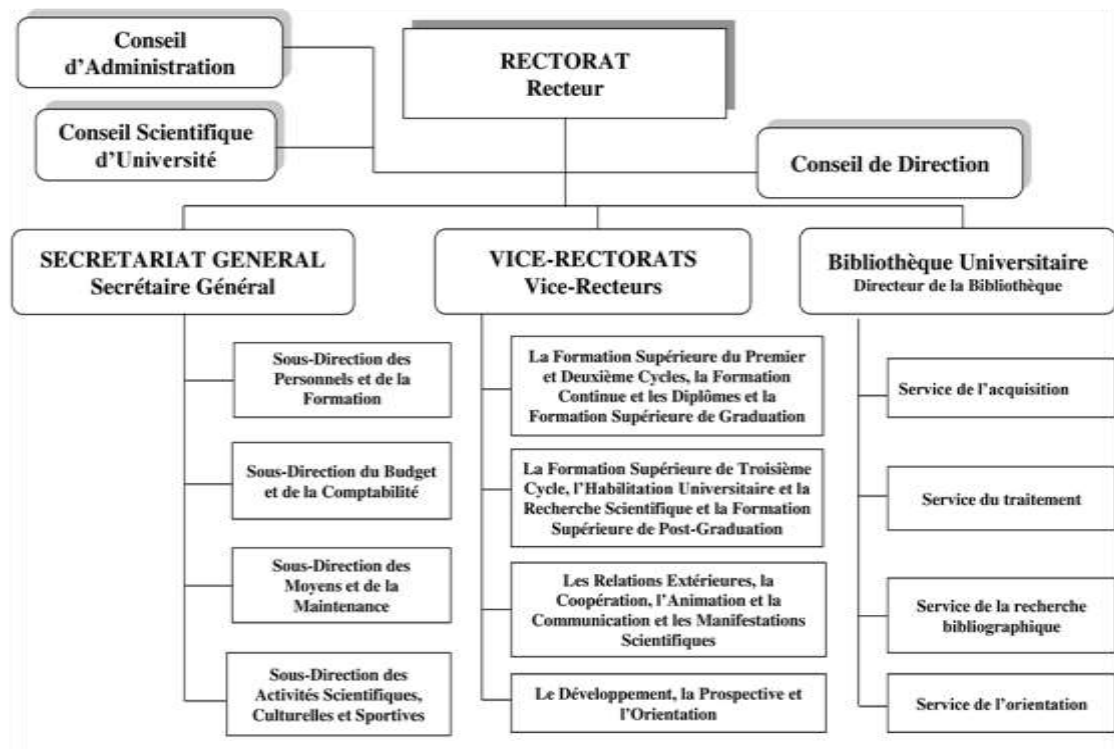 Conseil
d'Administration
RECTORAT
Recteur
Conseil Scientifique
d'Université
Conseil de Direction
SECRETARIAT GENERAL
Secrétaire Général
VICE-RECTORATS
Vice-Recteurs
Bibliothèque Universitaire
Directeur de la Bibliothèque
Sous-Direction des
Personnels et de la
Formation
Sous-Direction du Budget
et de la Comptabilité
Sous-Direction des
Moyens et de la
Maintenance
Sous-Direction des
Activités Scientifiques,
Culturelles et Sportives
La Formation Supérieure du Premier
et Deuxième Cycles, la Formation
Continue et les Diplômes et la
Formation Supérieure de Graduation
La Formation Supérieure de Troisième
Cycle, l'Habilitation Universitaire et la
Recherche Scientifique et la Formation
Supérieure de Post-Graduation
Les Relations Extérieures, la
Coopération, l'Animation et la
Communication et les Manifestations
Scientifiques
Le Développement, la Prospective et
l'Orientation
Service de l'acquisition
Service du traitement
Service de la recherche
bibliographique
Service de l'orientation